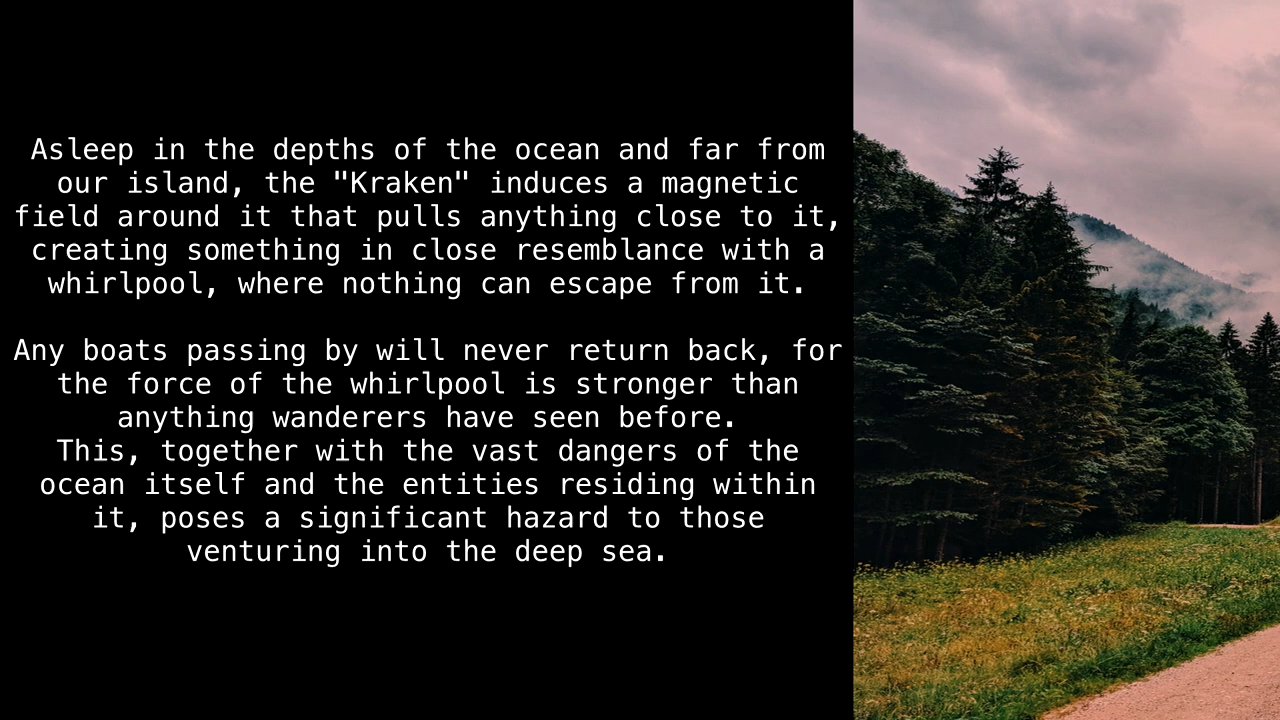 Asleep in the depths of the ocean and far from
our island, the "Kraken" induces a magnetic
field around it that pulls anything close to it,
creating something in close resemblance with a
whirlpool, where nothing can escape from it.
Any boats passing by will never return back, for
the force of the whirlpool is stronger than
anything wanderers have seen before.
This, together with the vast dangers of the
ocean itself and the entities residing within
it, poses a significant hazard to those
venturing into the deep sea.